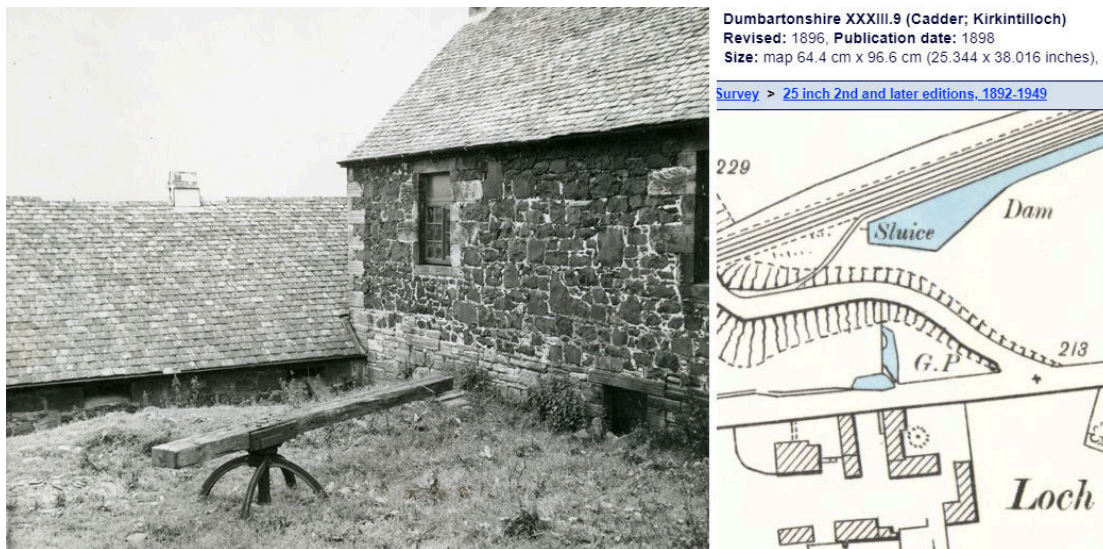 Dumbartonshire XXXIII.9 (Cadder; Kirkintilloch)
Revised: 1896, Publication date: 1898
Size: map 64.4 cm x 96.6 cm (25.344 x 38.016 inches),
Survey > 25 inch 2nd and later editions, 1892-1949
229
Sluice
Dam
213
G.P
Loch